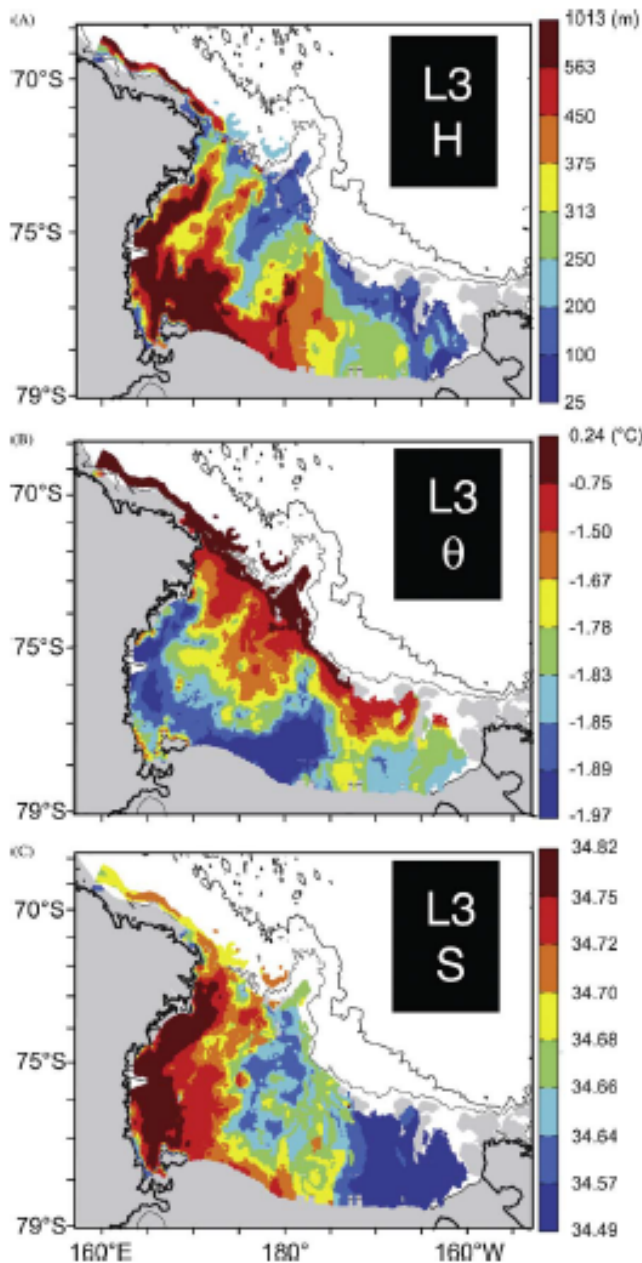 (A)
1013 (m)
70°S
L3
H
563
450
375
75°S
313
250
200
100
79°S
25
(B)
0.24 (°C)
70°S
L3
θ
-0.75
-1.50
-1.67
75°S
-1.78
-1.83
-1.85
-1.89
79°S
-1.97
(C)
34.82
70°S
L3
S
34.75
34.72
34.70
75°S
34.68
34.66
34.64
34.57
79°S
34.49
160°E 180° 160°W